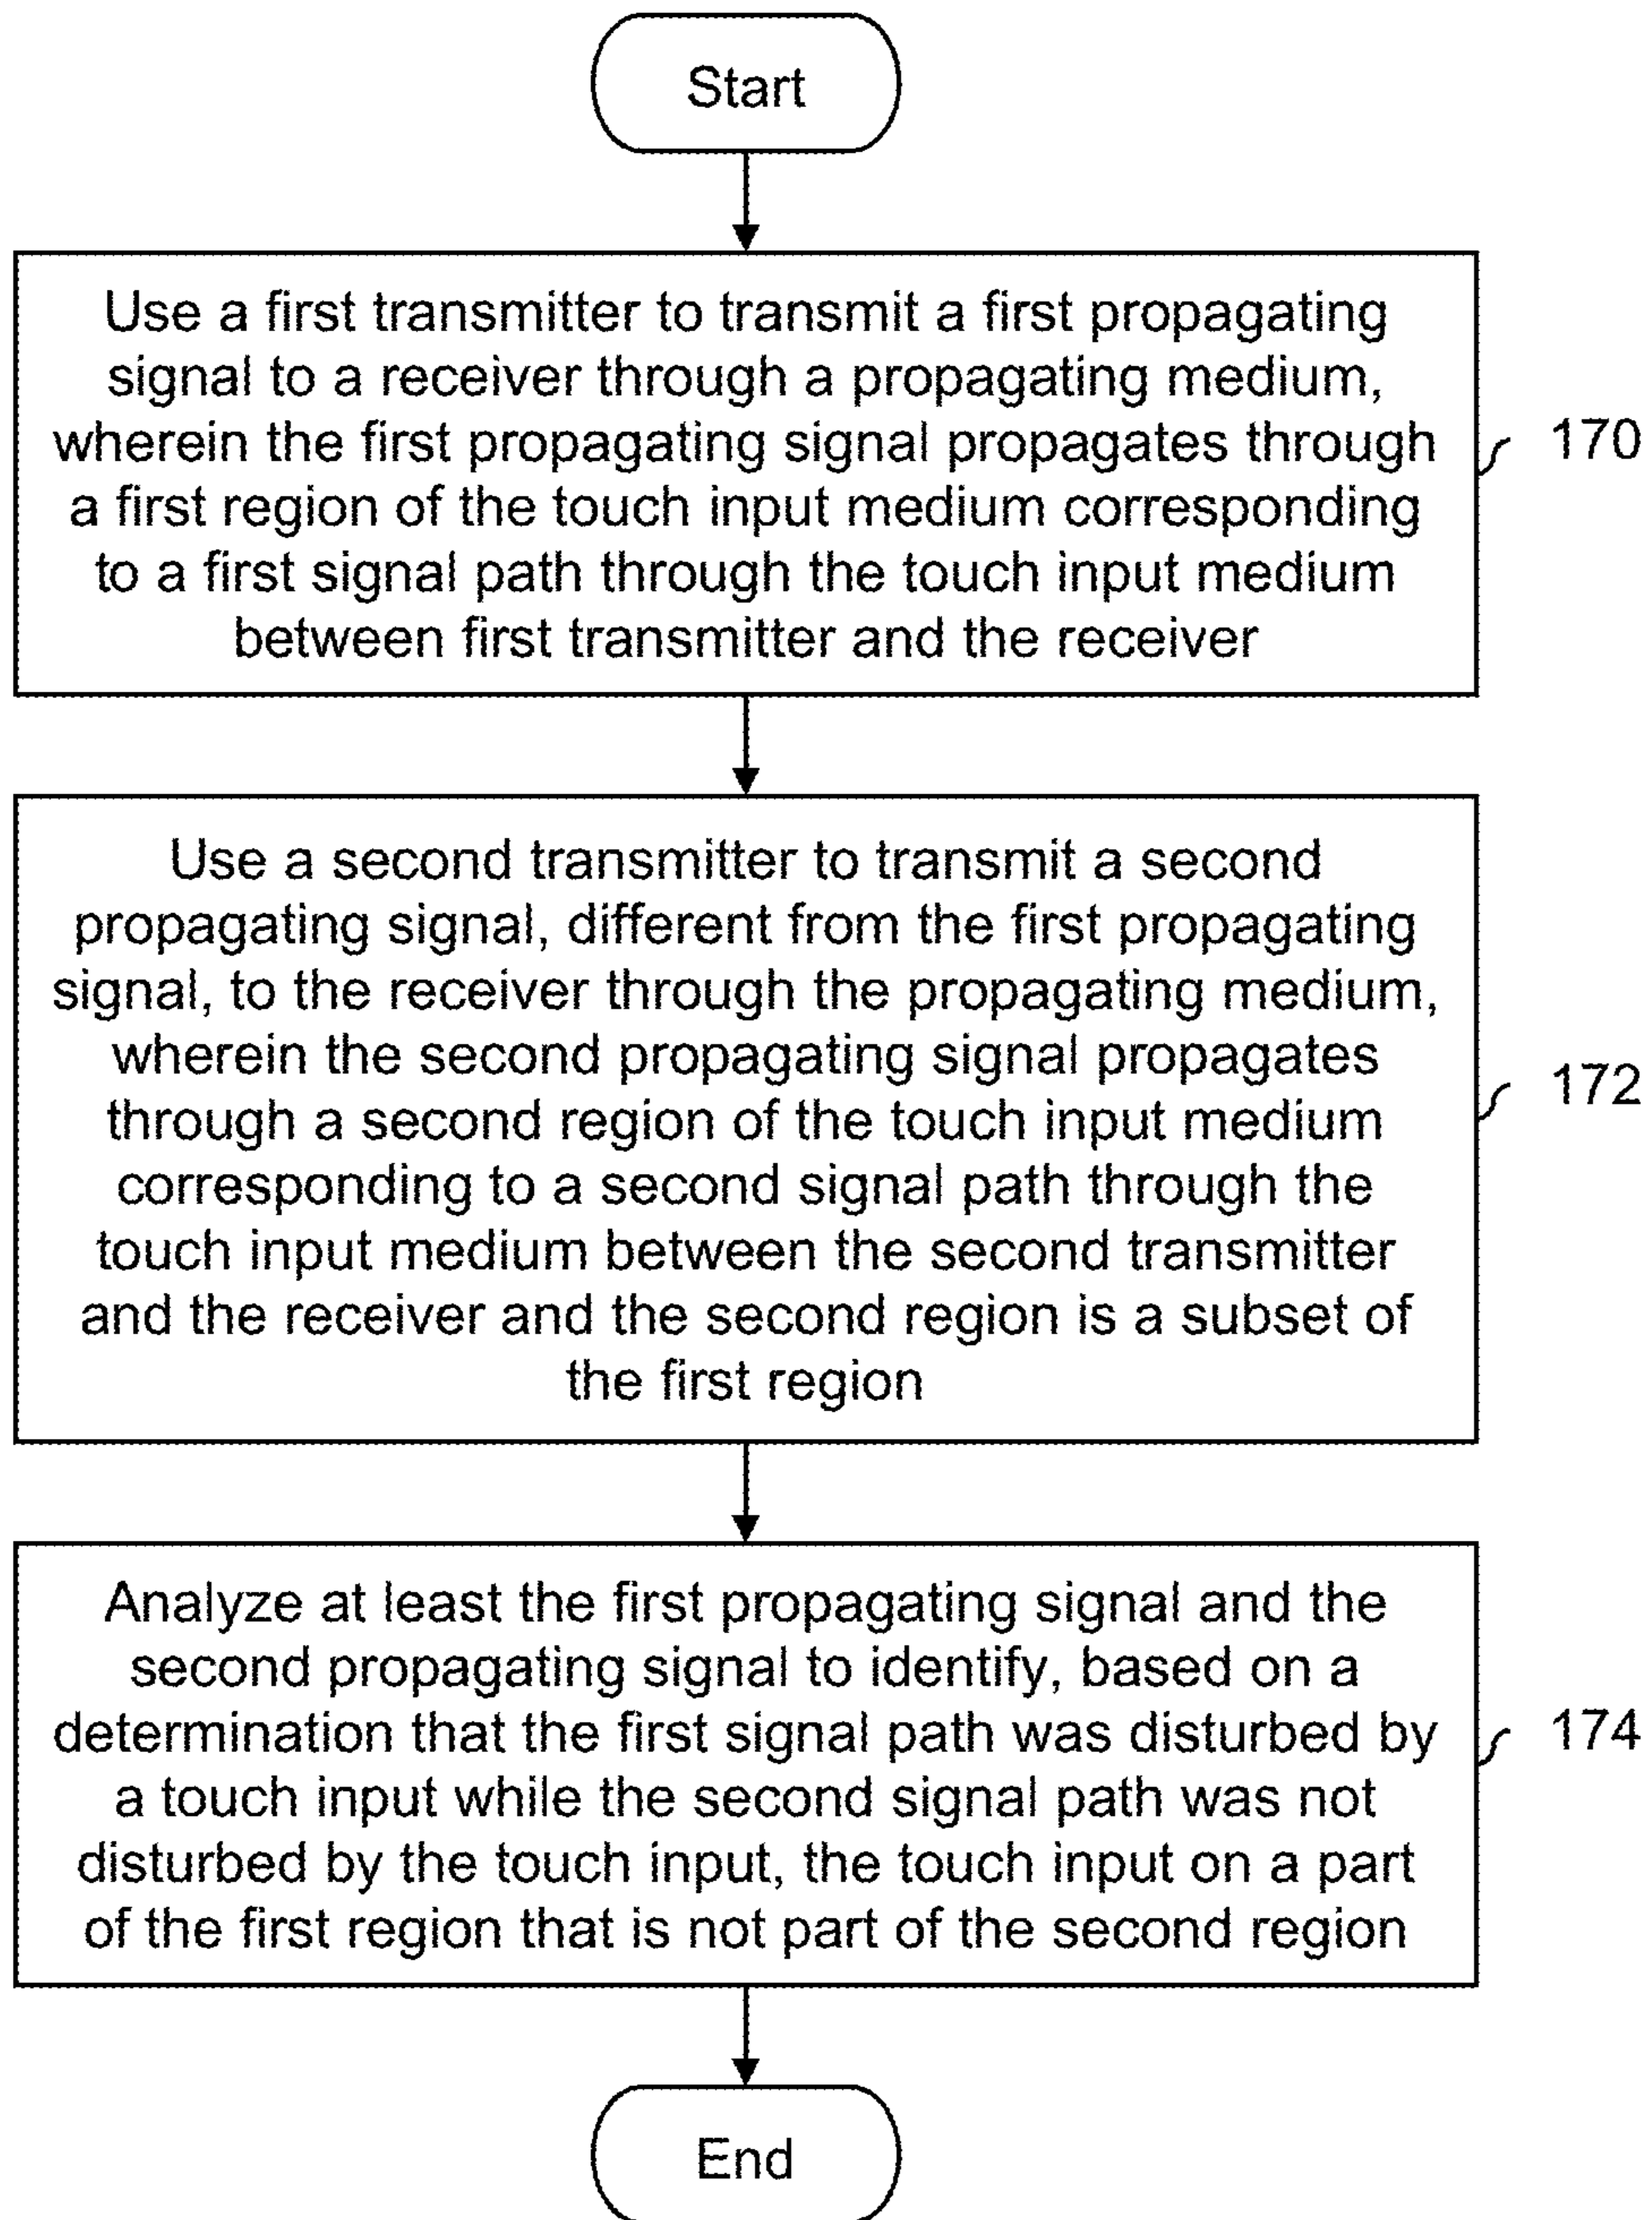 Start
Use a first transmitter to transmit a first propagating
signal to a receiver through a propagating medium,
wherein the first propagating signal propagates through
a first region of the touch input medium corresponding
to a first signal path through the touch input medium
between first transmitter and the receiver
170
Use a second transmitter to transmit a second
propagating signal, different from the first propagating
signal, to the receiver through the propagating medium,
wherein the second propagating signal propagates
through a second region of the touch input medium
corresponding to a second signal path through the
touch input medium between the second transmitter
and the receiver and the second region is a subset of
the first region
172
Analyze at least the first propagating signal and the
second propagating signal to identify, based on a
determination that the first signal path was disturbed by
a touch input while the second signal path was not
disturbed by the touch input, the touch input on a part
of the first region that is not part of the second region
174
End